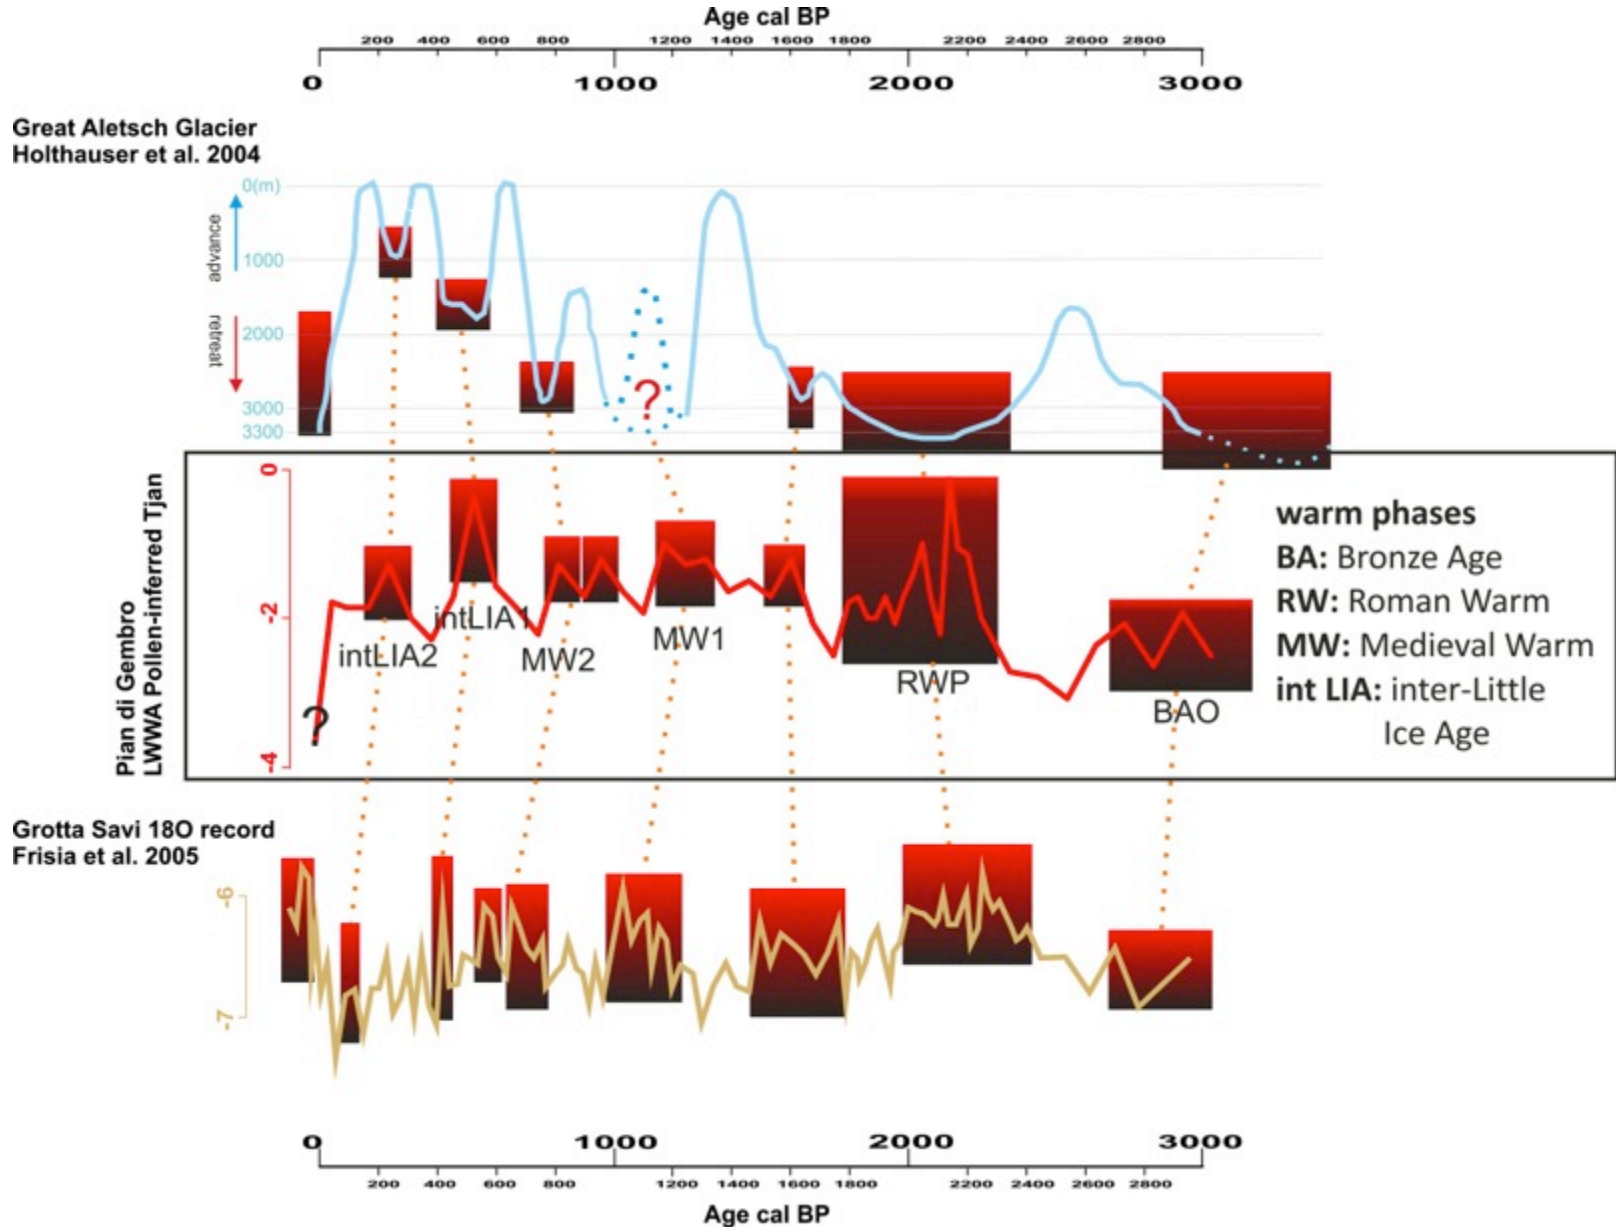 Age cal BP
200 400 600 800 1200 1400 1600 1800 2200 2400 2600 2800
0 1000 2000 3000
Great Aletsch Glacier
Holthauser et al. 2004
0(m)
advance
1000
retreat
2000
3000
3300
?
Pian di Gembro
LWWA Pollen-inferred Tjan
0
-2
-4
?
intLIA2
intLIA1
MW2
MW1
RWP
BAO
warm phases
BA: Bronze Age
RW: Roman Warm
MW: Medieval Warm
int LIA: inter-Little
Ice Age
Grotta Savi 18O record
Frisia et al. 2005
-6
-7
0 1000 2000 3000
200 400 600 800 1200 1400 1600 1800 2200 2400 2600 2800
Age cal BP